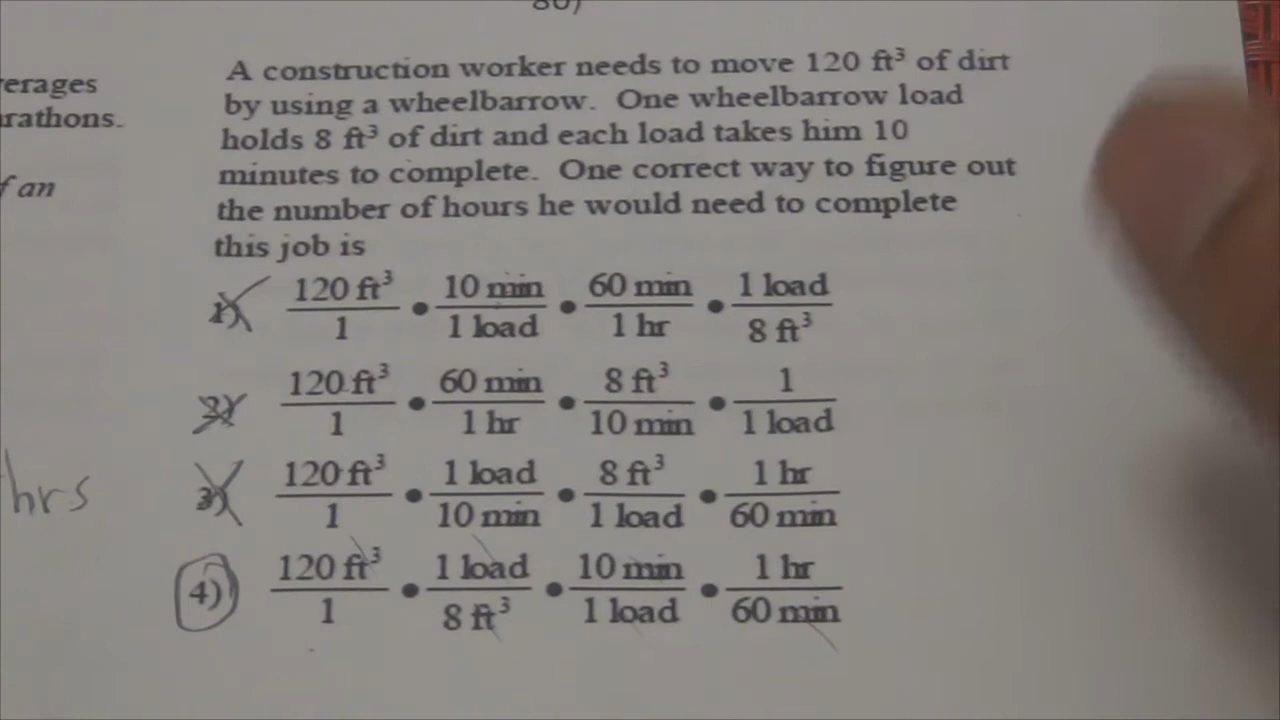 80)
verages
rathons.
f an
hrs
A construction worker needs to move 120 ft³ of dirt
by using a wheelbarrow. One wheelbarrow load
holds 8 ft³ of dirt and each load takes him 10
minutes to complete. One correct way to figure out
the number of hours he would need to complete
this job is
1) 120 ft³/1 • 10 min/1 load • 60 min/1 hr • 1 load/8 ft³
2) 120 ft³/1 • 60 min/1 hr • 8 ft³/10 min • 1/1 load
3) 120 ft³/1 • 1 load/10 min • 8 ft³/1 load • 1 hr/60 min
4) 120 ft³/1 • 1 load/8 ft³ • 10 min/1 load • 1 hr/60 min